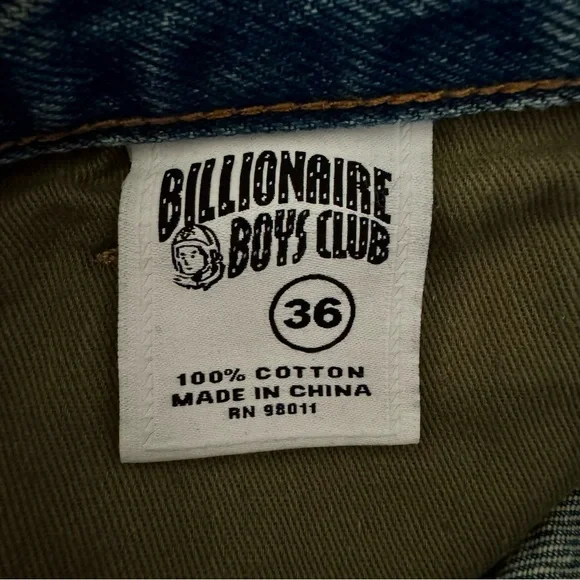 BILLIONAIRE
BOYS CLUB
36
100% COTTON
MADE IN CHINA
RN 98011